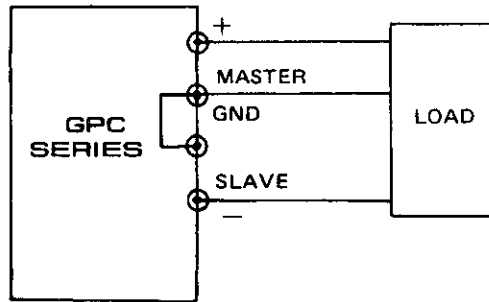 +
MASTER
GND
GPC
SERIES
LOAD
SLAVE
−